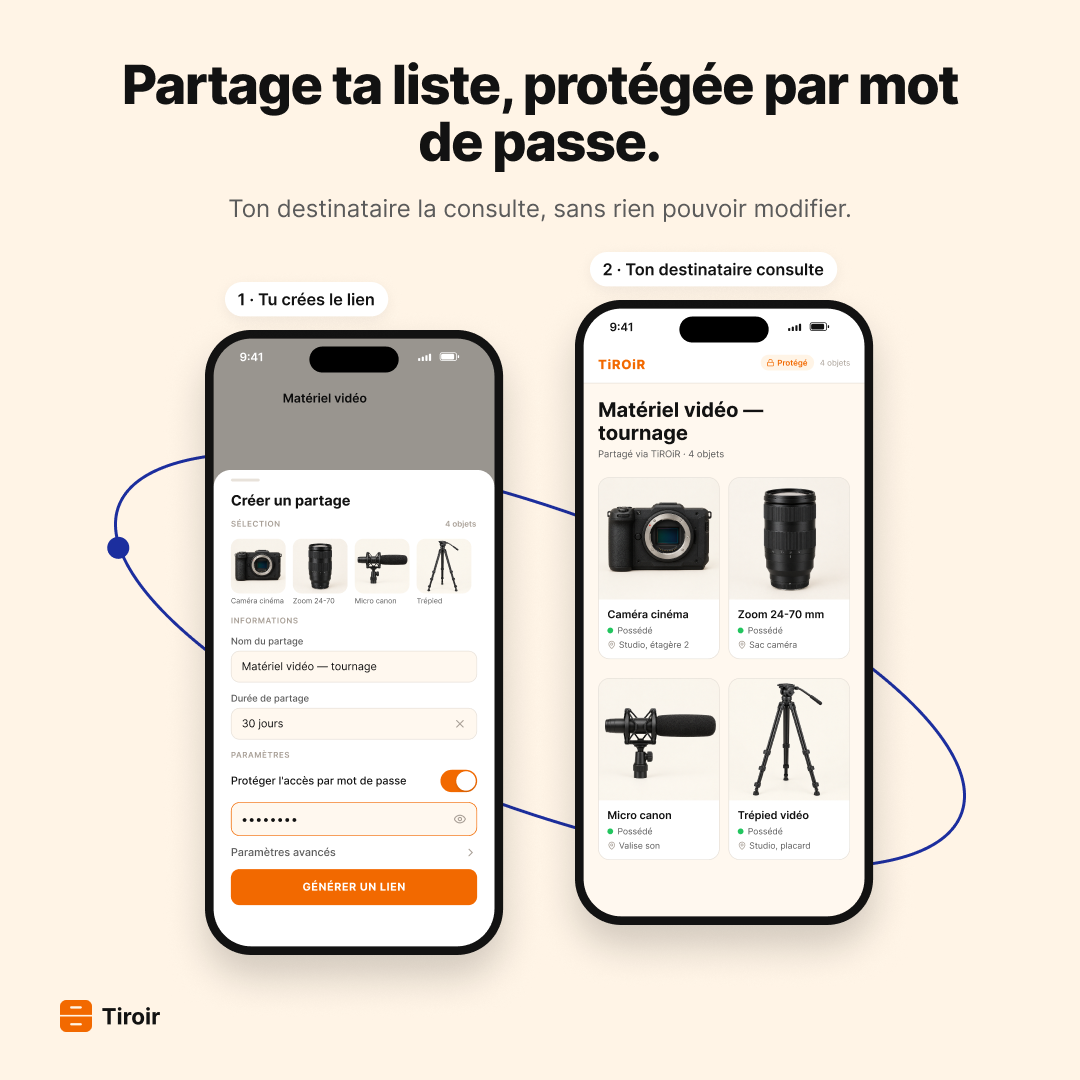 Partage ta liste, protégée par mot
de passe.
Ton destinataire la consulte, sans rien pouvoir modifier.
1 · Tu crées le lien
9:41
Matériel vidéo
Créer un partage
SÉLECTION 4 objets
Caméra cinéma Zoom 24-70 Micro canon Trépied
INFORMATIONS
Nom du partage
Matériel vidéo — tournage
Durée de partage
30 jours
PARAMÈTRES
Protéger l'accès par mot de passe
••••••••
Paramètres avancés
GÉNÉRER UN LIEN
2 · Ton destinataire consulte
9:41
TiROiR Protégé 4 objets
Matériel vidéo —
tournage
Partagé via TiROiR · 4 objets
Caméra cinéma
Possédé
Studio, étagère 2
Zoom 24-70 mm
Possédé
Sac caméra
Micro canon
Possédé
Valise son
Trépied vidéo
Possédé
Studio, placard
Tiroir